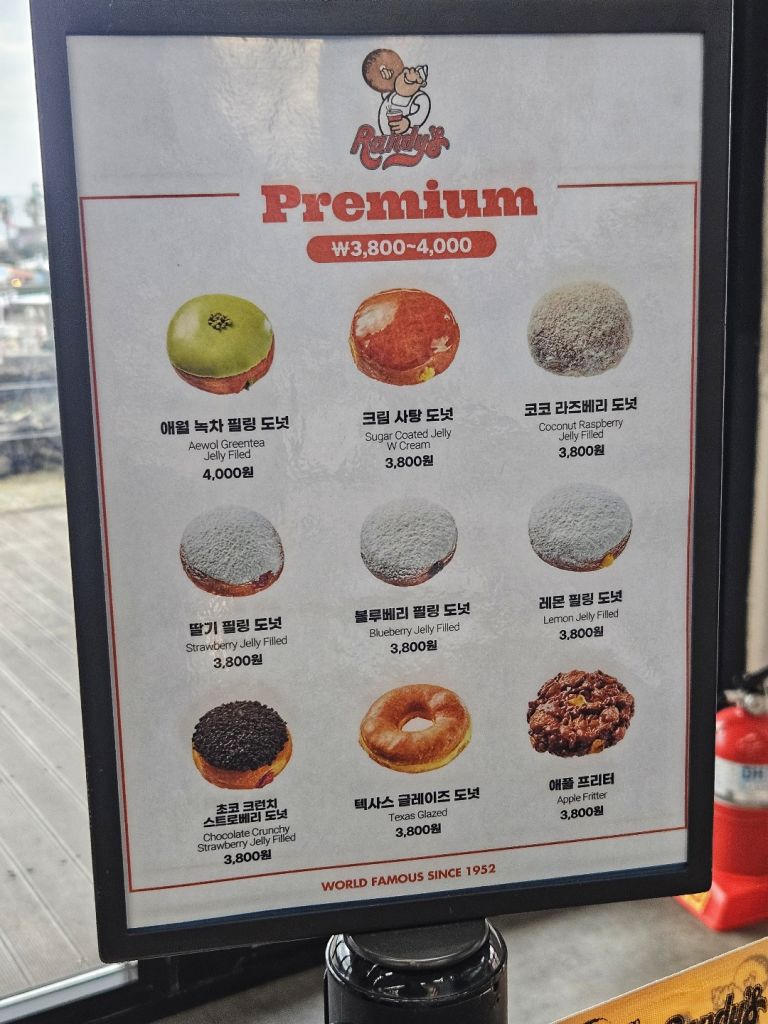 Randy's
Premium
₩3,800~4,000
애월 녹차 필링 도넛
Aewol Greentea
Jelly Filed
4,000원
크림 사탕 도넛
Sugar Coated Jelly
W Cream
3,800원
코코 라즈베리 도넛
Coconut Raspberry
Jelly Filled
3,800원
딸기 필링 도넛
Strawberry Jelly Filled
3,800원
블루베리 필링 도넛
Blueberry Jelly Filled
3,800원
레몬 필링 도넛
Lemon Jelly Filled
3,800원
초코 크런치
스트로베리 도넛
Chocolate Crunchy
Strawberry Jelly Filled
3,800원
텍사스 글레이즈 도넛
Texas Glazed
3,800원
애플 프리터
Apple Fritter
3,800원
WORLD FAMOUS SINCE 1952
DH
Randy's